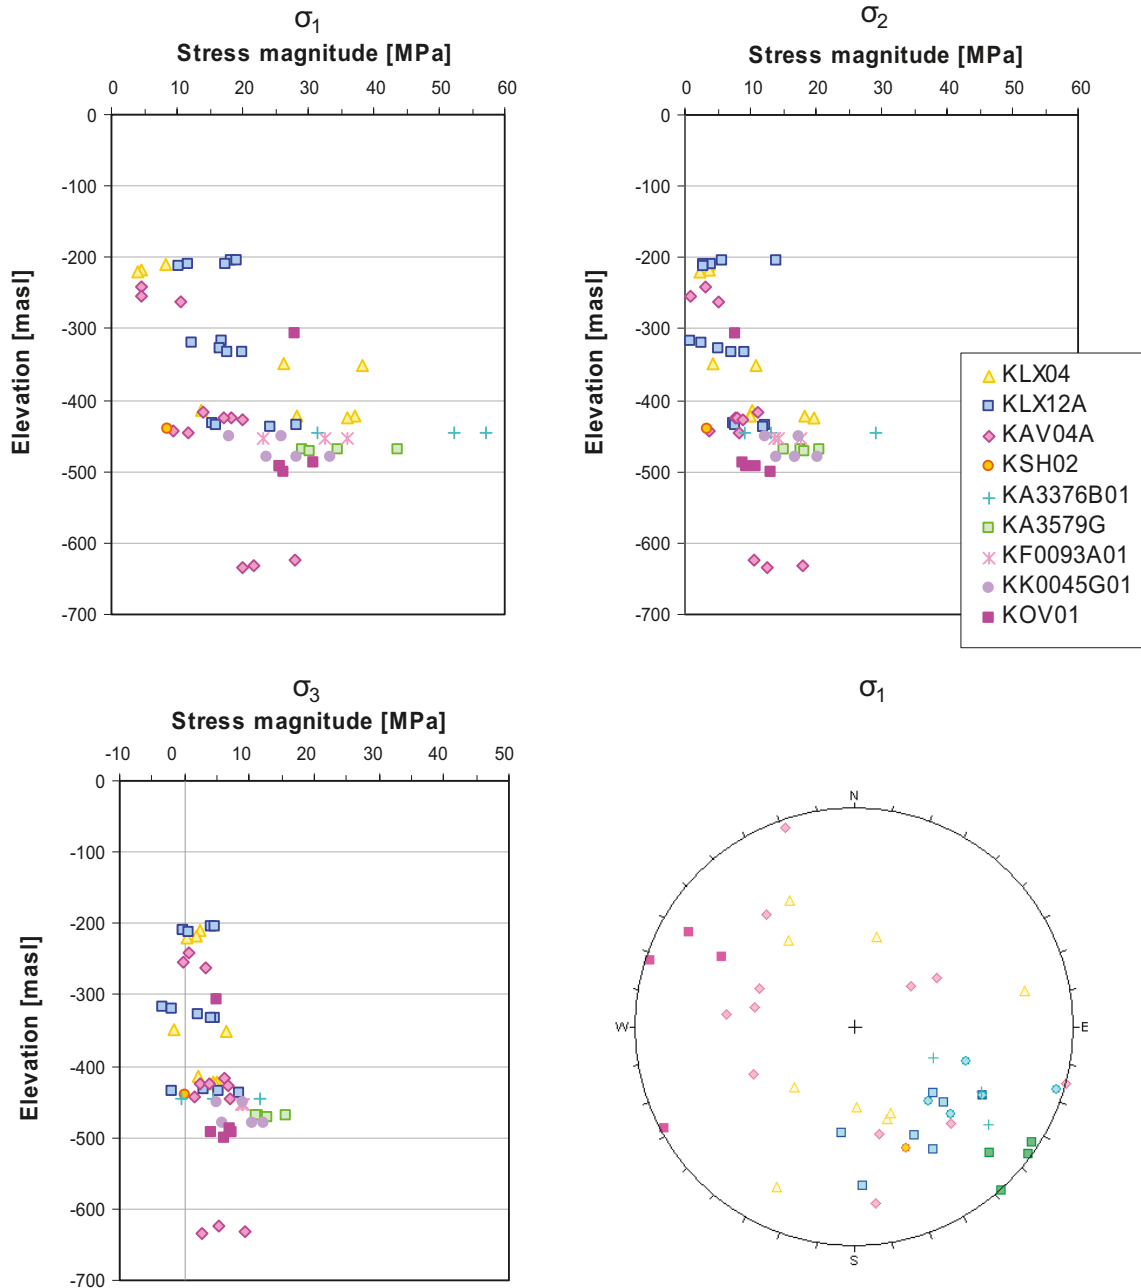 σ1
Stress magnitude [MPa]
0 10 20 30 40 50 60
0
-100
-200
-300
-400
-500
-600
-700
Elevation [masl]
σ2
Stress magnitude [MPa]
0 10 20 30 40 50 60
0
-100
-200
-300
-400
-500
-600
-700
Elevation [masl]
KLX04
KLX12A
KAV04A
KSH02
KA3376B01
KA3579G
KF0093A01
KK0045G01
KOV01
σ3
Stress magnitude [MPa]
-10 0 10 20 30 40 50
0
-100
-200
-300
-400
-500
-600
-700
Elevation [masl]
σ1
N
W
E
S